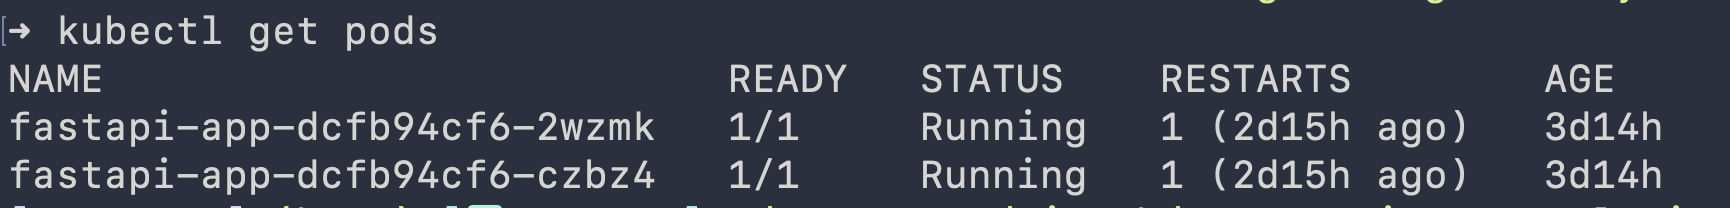 ➜ kubectl get pods
NAME READY STATUS RESTARTS AGE
fastapi-app-dcfb94cf6-2wzmk 1/1 Running 1 (2d15h ago) 3d14h
fastapi-app-dcfb94cf6-czbz4 1/1 Running 1 (2d15h ago) 3d14h